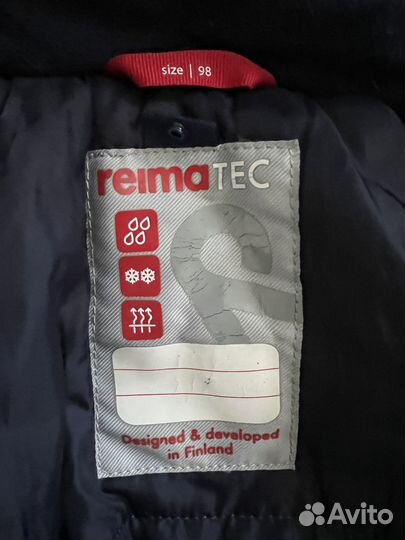 size | 98
reimaTEC
Designed & developed
in Finland
Avito